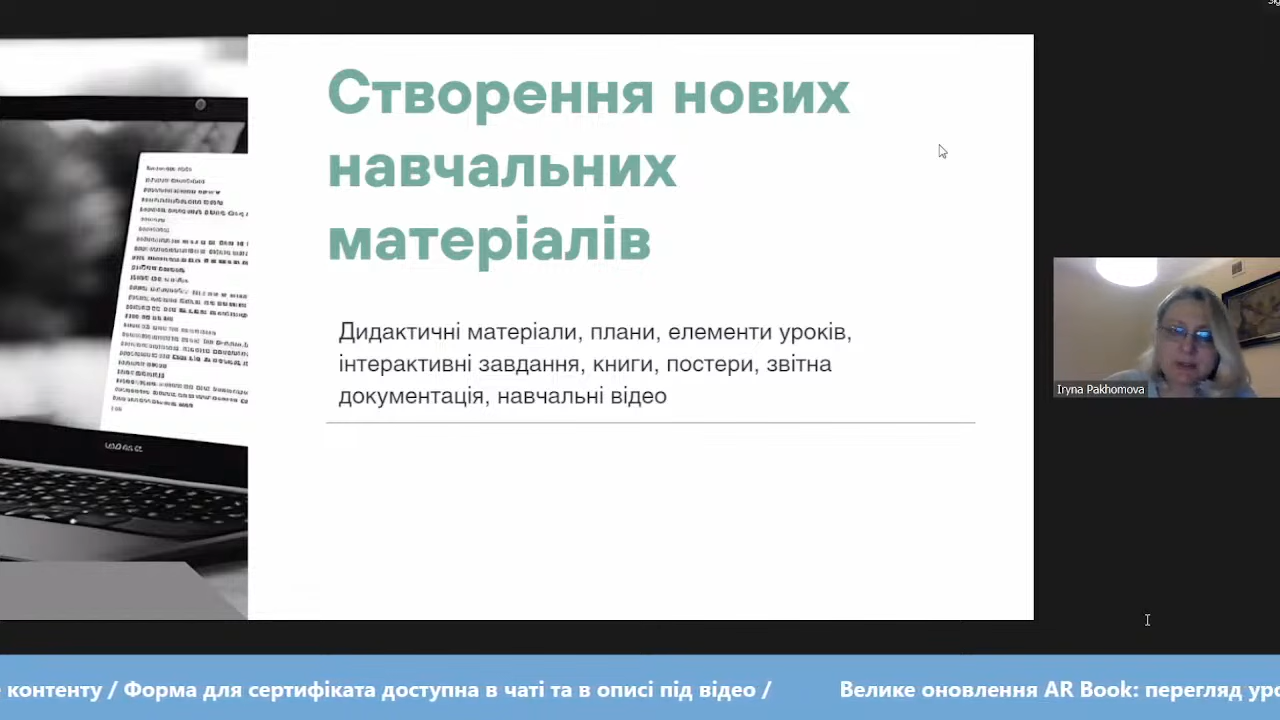 Створення нових
навчальних
матеріалів
Дидактичні матеріали, плани, елементи уроків,
інтерактивні завдання, книги, постери, звітна
документація, навчальні відео
Iryna Pakhomova
контенту / Форма для сертифіката доступна в чаті та в описі під відео / Велике оновлення AR Book: перегляд